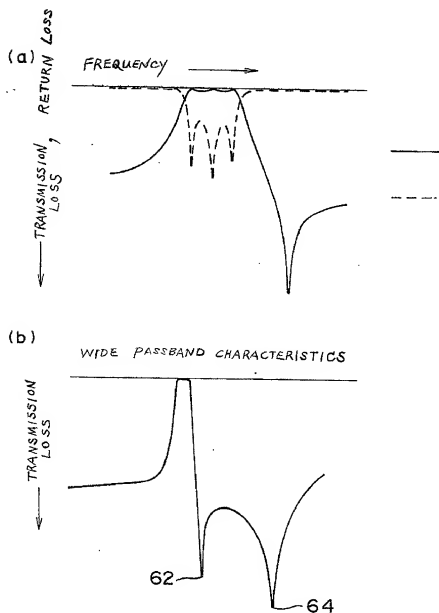 (a)
FREQUENCY
TRANSMISSION LOSS, RETURN LOSS
(b)
WIDE PASSBAND CHARACTERISTICS
TRANSMISSION LOSS
62
64